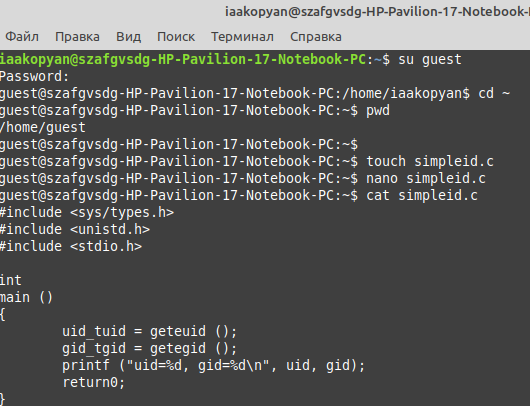 iaakopyan@szafgvsdg-HP-Pavilion-17-Notebook-
Файл Правка Вид Поиск Терминал Справка
iaakopyan@szafgvsdg-HP-Pavilion-17-Notebook-PC:~$ su guest
Password:
guest@szafgvsdg-HP-Pavilion-17-Notebook-PC:/home/iaakopyan$ cd ~
guest@szafgvsdg-HP-Pavilion-17-Notebook-PC:~$ pwd
/home/guest
guest@szafgvsdg-HP-Pavilion-17-Notebook-PC:~$
guest@szafgvsdg-HP-Pavilion-17-Notebook-PC:~$ touch simpleid.c
guest@szafgvsdg-HP-Pavilion-17-Notebook-PC:~$ nano simpleid.c
guest@szafgvsdg-HP-Pavilion-17-Notebook-PC:~$ cat simpleid.c
#include <sys/types.h>
#include <unistd.h>
#include <stdio.h>
int
main ()
{
uid_tuid = geteuid ();
gid_tgid = getegid ();
printf ("uid=%d, gid=%d\n", uid, gid);
return0;
}